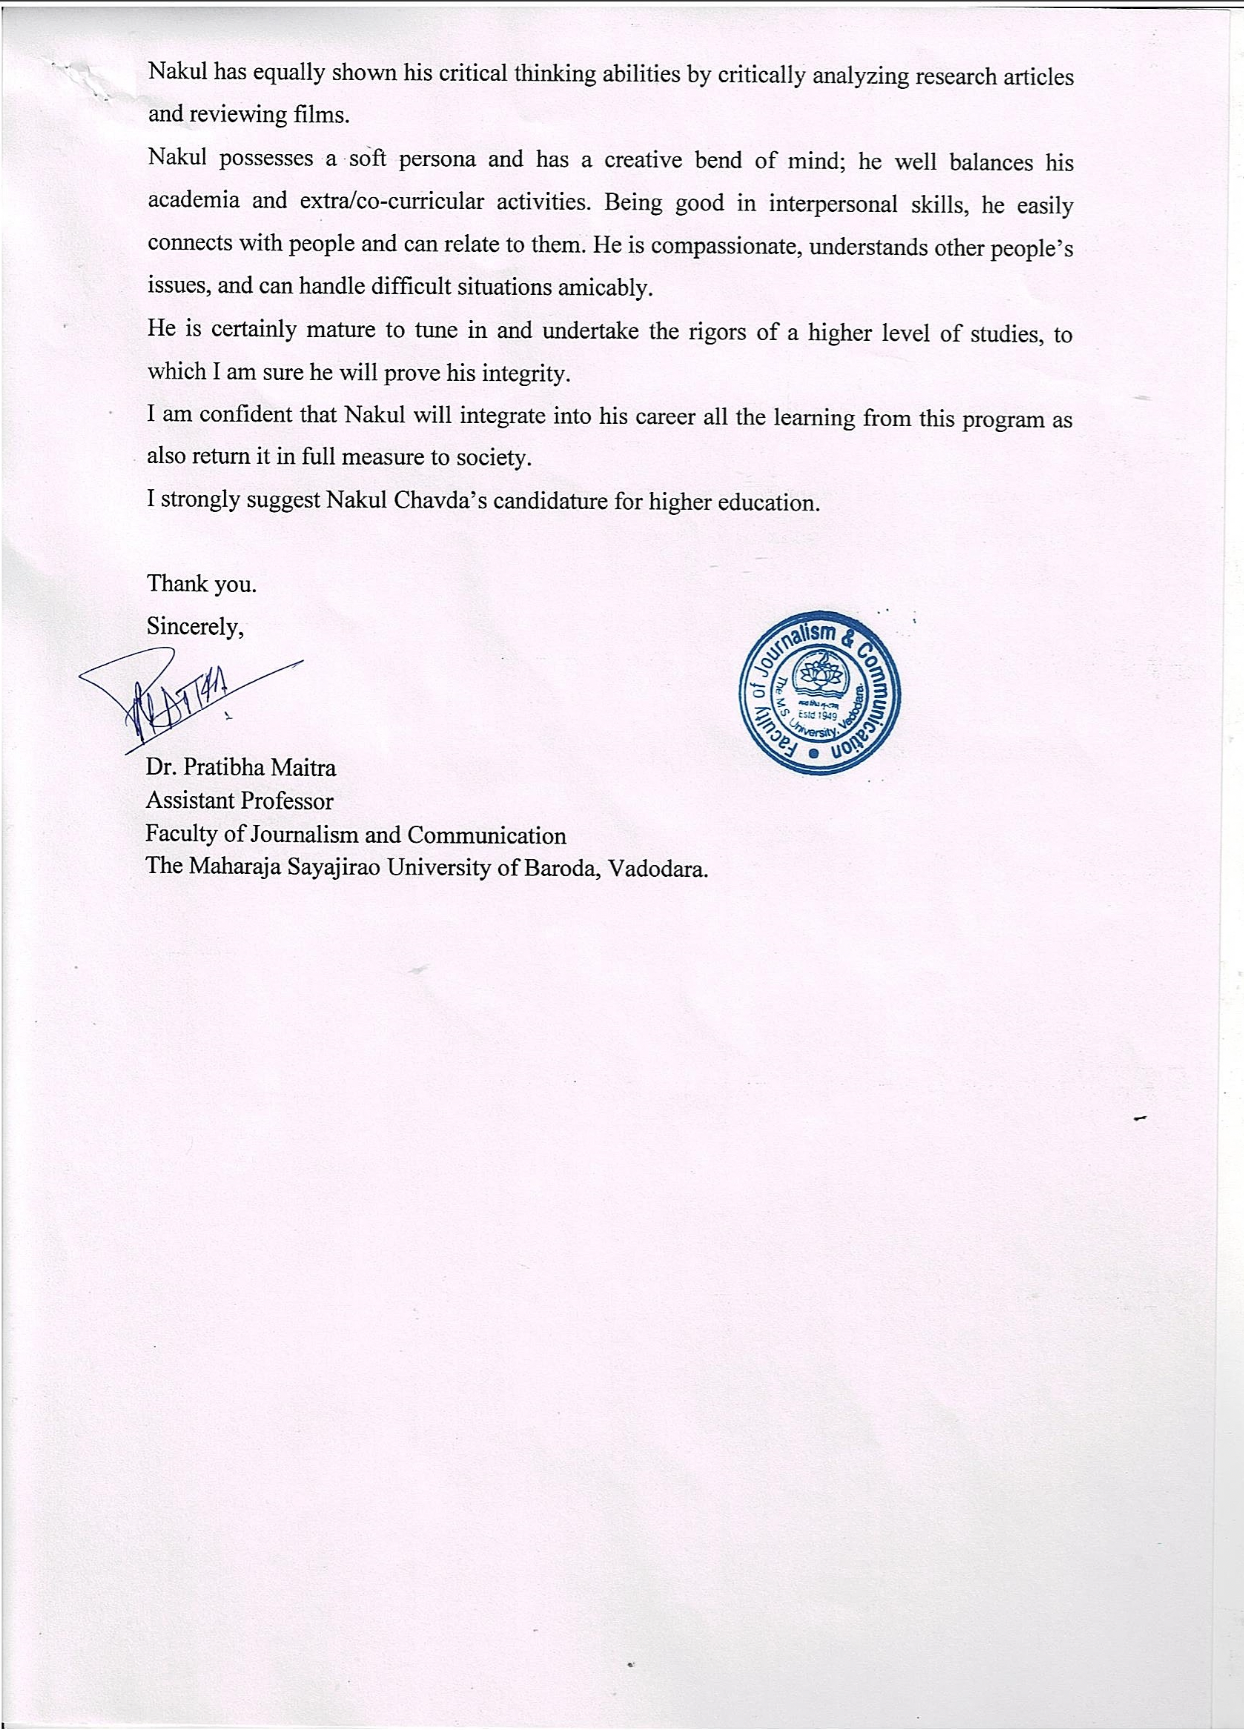 Nakul has equally shown his critical thinking abilities by critically analyzing research articles
and reviewing films.
Nakul possesses a soft persona and has a creative bend of mind; he well balances his
academia and extra/co-curricular activities. Being good in interpersonal skills, he easily
connects with people and can relate to them. He is compassionate, understands other people's
issues, and can handle difficult situations amicably.
He is certainly mature to tune in and undertake the rigors of a higher level of studies, to
which I am sure he will prove his integrity.
I am confident that Nakul will integrate into his career all the learning from this program as
also return it in full measure to society.
I strongly suggest Nakul Chavda's candidature for higher education.
Thank you.
Sincerely,
Faculty of Journalism & Communication
The M.S. University, Vadodara.
Estd 1949
Dr. Pratibha Maitra
Assistant Professor
Faculty of Journalism and Communication
The Maharaja Sayajirao University of Baroda, Vadodara.